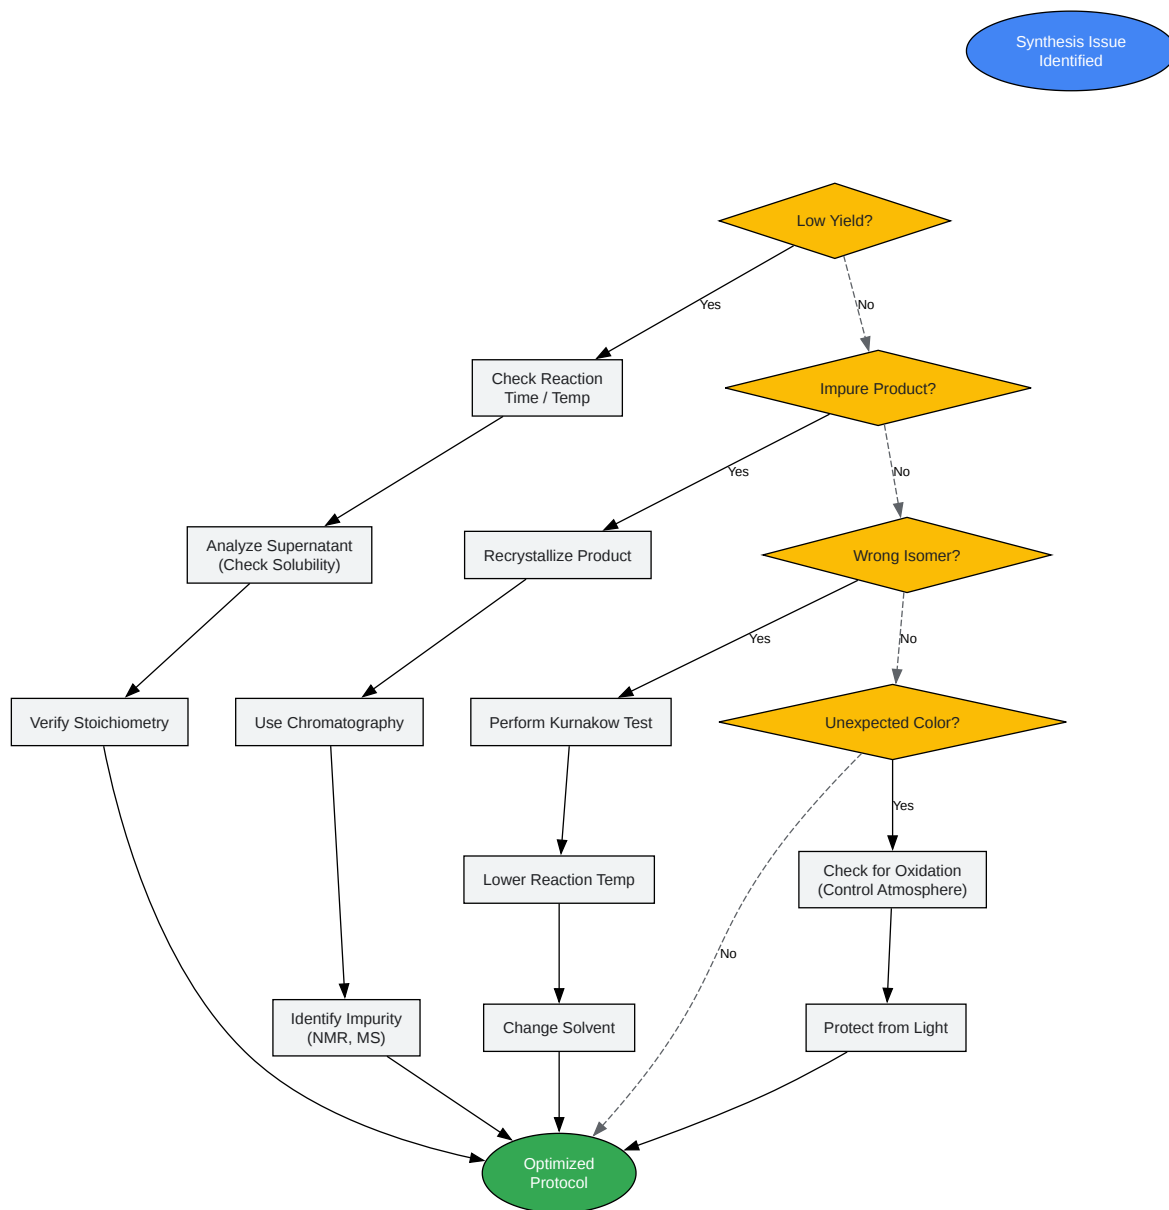 Synthesis Issue
Identified
Low Yield?
Yes
No
Check Reaction
Time / Temp
Impure Product?
Yes
No
Analyze Supernatant
(Check Solubility)
Recrystallize Product
Wrong Isomer?
Yes
No
Verify Stoichiometry
Use Chromatography
Perform Kurnakow Test
Unexpected Color?
Yes
Lower Reaction Temp
Check for Oxidation
(Control Atmosphere)
No
Identify Impurity
(NMR, MS)
Change Solvent
Protect from Light
Optimized
Protocol